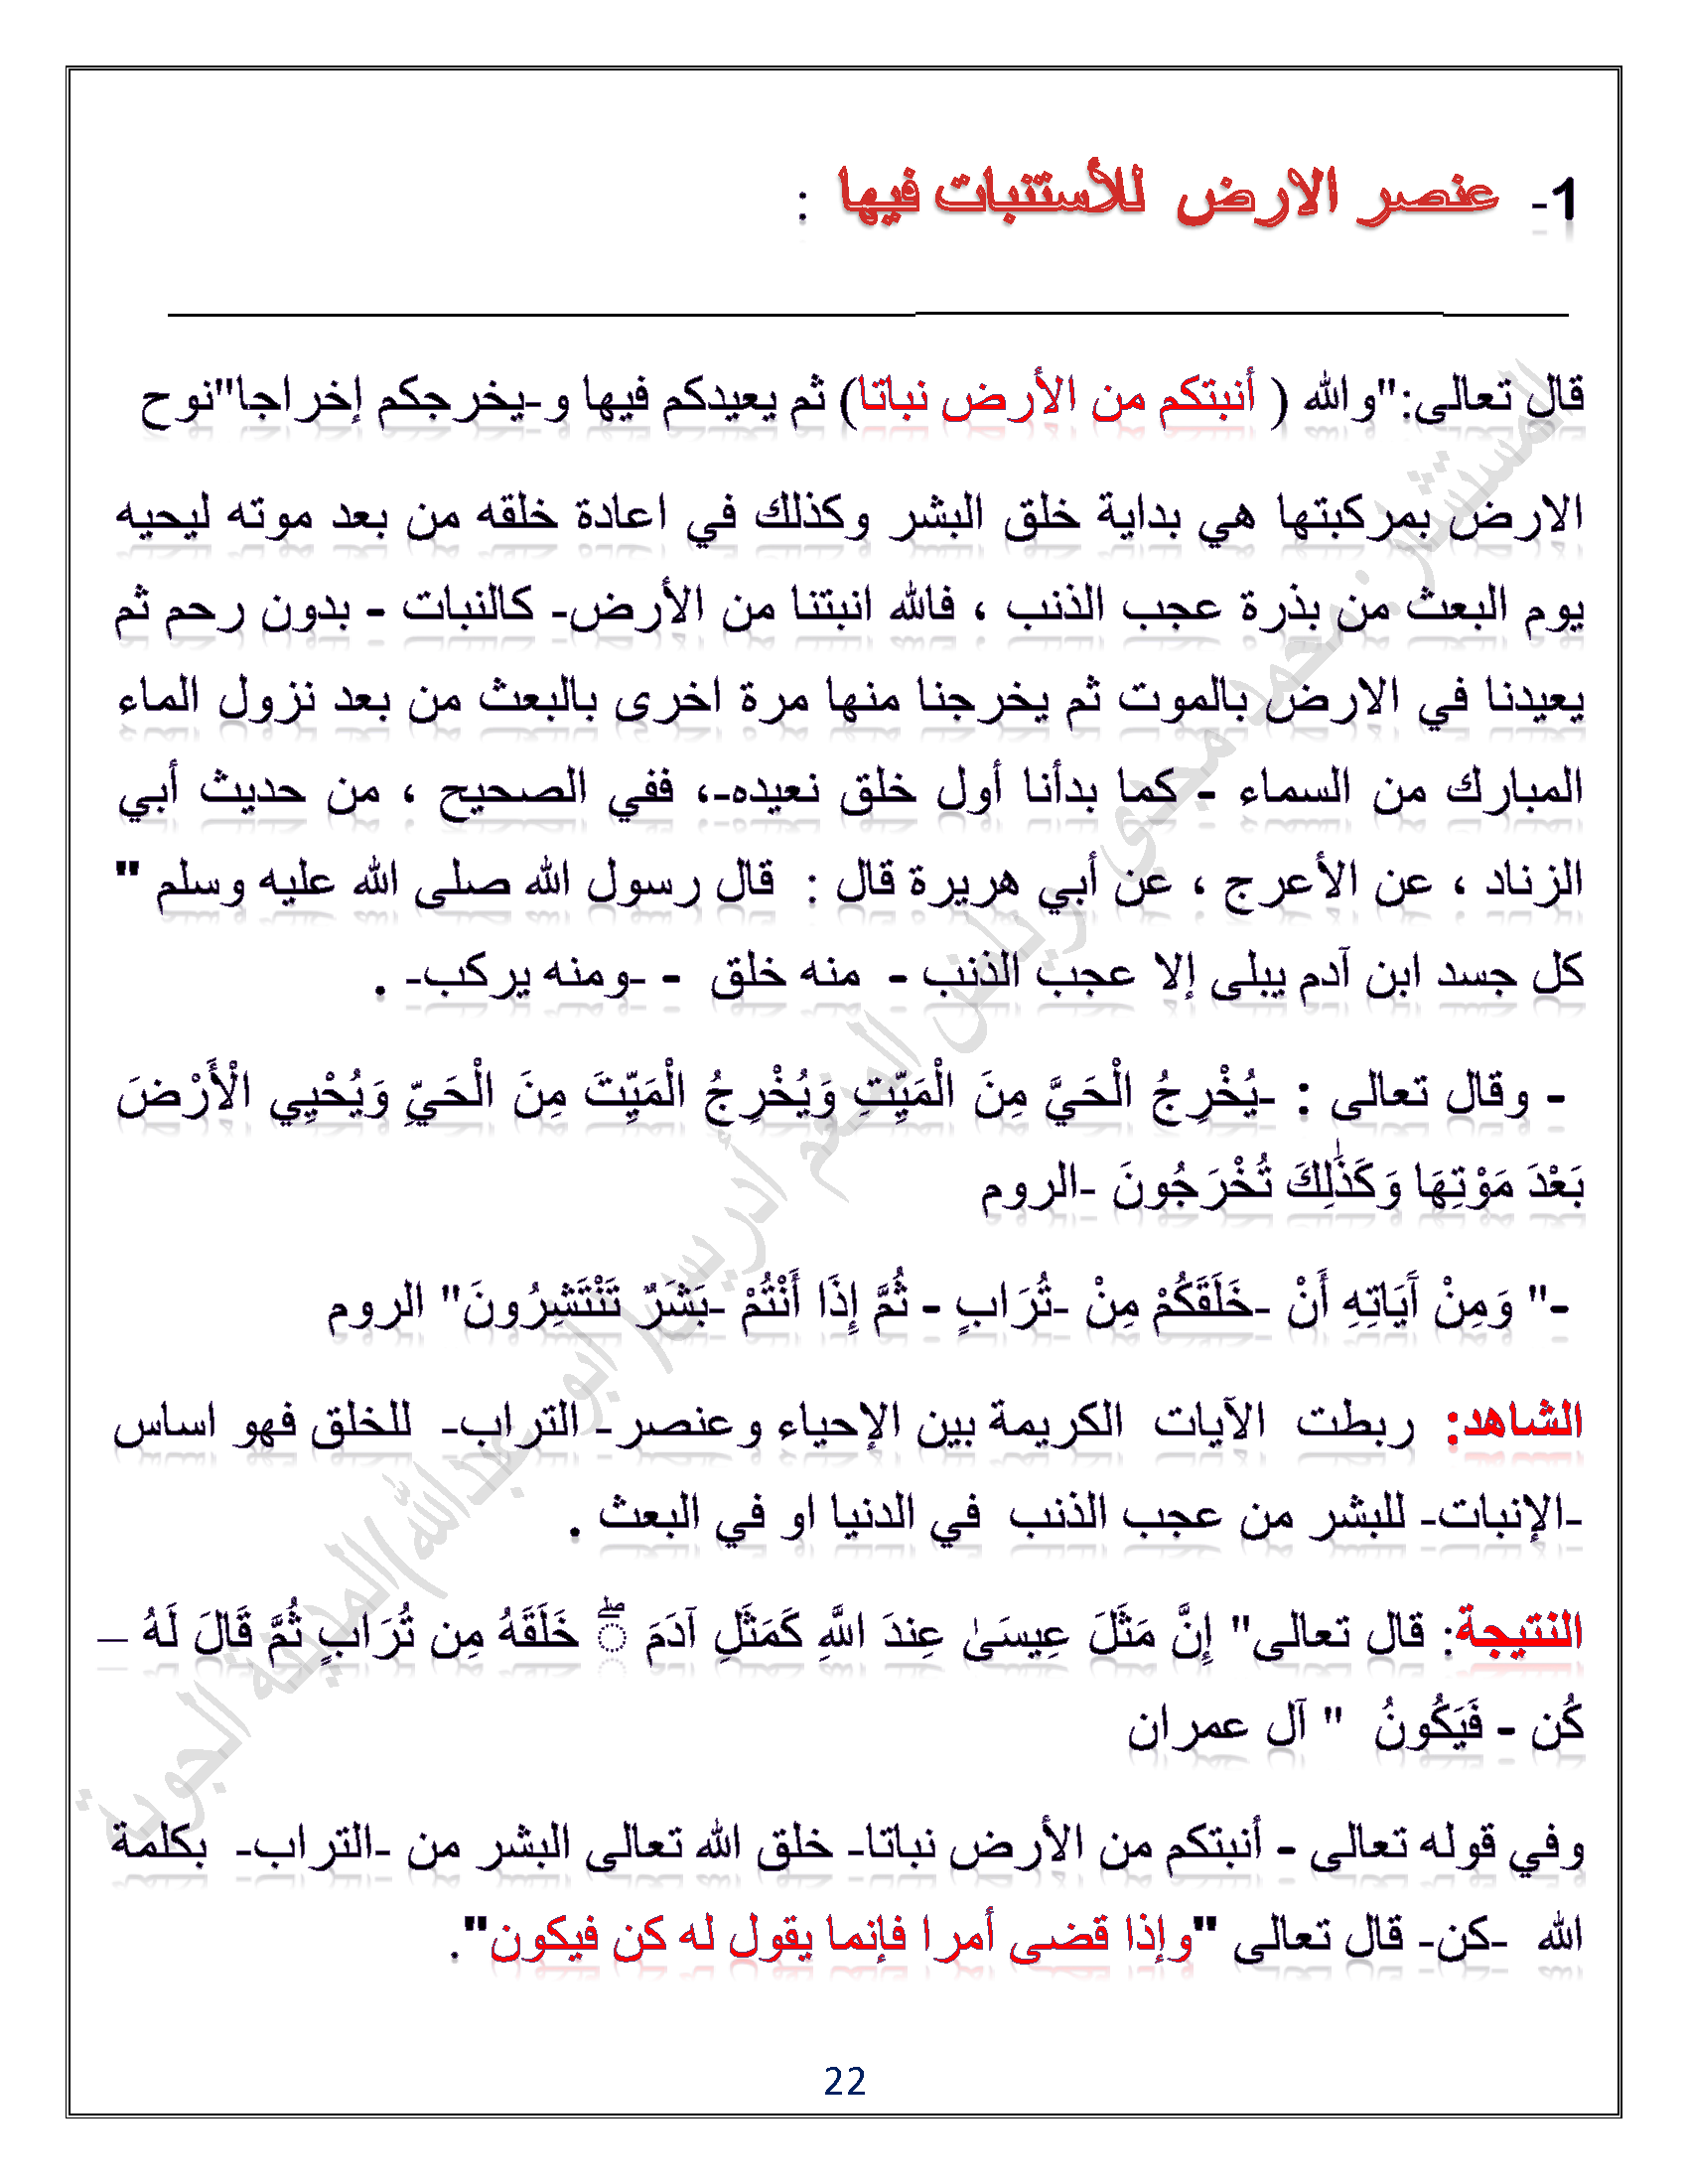 1- عنصر الارض للأستنبات فيها :
قال تعالى:"والله ( أنبتكم من الأرض نباتا) ثم يعيدكم فيها و-يخرجكم إخراجا"نوح
الارض بمركبتها هي بداية خلق البشر وكذلك في اعادة خلقه من بعد موته ليحيه
يوم البعث من بذرة عجب الذنب ، فالله انبتنا من الأرض- كالنبات - بدون رحم ثم
يعيدنا في الارض بالموت ثم يخرجنا منها مرة اخرى بالبعث من بعد نزول الماء
المبارك من السماء - كما بدأنا أول خلق نعيده-، ففي الصحيح ، من حديث أبي
الزناد ، عن الأعرج ، عن أبي هريرة قال : قال رسول الله صلى الله عليه وسلم "
كل جسد ابن آدم يبلى إلا عجب الذنب - منه خلق - -ومنه يركب- .
- وقال تعالى : -يُخْرِجُ الْحَيَّ مِنَ الْمَيِّتِ وَيُخْرِجُ الْمَيِّتَ مِنَ الْحَيِّ وَيُحْيِي الْأَرْضَ
بَعْدَ مَوْتِهَا وَكَذَٰلِكَ تُخْرَجُونَ -الروم
-" وَمِنْ آَيَاتِهِ أَنْ -خَلَقَكُمْ مِنْ -تُرَابٍ - ثُمَّ إِذَا أَنْتُمْ -بَشَرٌ تَنْتَشِرُونَ" الروم
الشاهد: ربطت الآيات الكريمة بين الإحياء وعنصر- التراب- للخلق فهو اساس
-الإنبات- للبشر من عجب الذنب في الدنيا او في البعث .
النتيجة: قال تعالى" إِنَّ مَثَلَ عِيسَىٰ عِندَ اللَّهِ كَمَثَلِ آدَمَ ۖ خَلَقَهُ مِن تُرَابٍ ثُمَّ قَالَ لَهُ –
كُن - فَيَكُونُ " آل عمران
وفي قوله تعالى - أنبتكم من الأرض نباتا- خلق الله تعالى البشر من -التراب- بكلمة
الله -كن- قال تعالى "وإذا قضى أمرا فإنما يقول له كن فيكون".
22